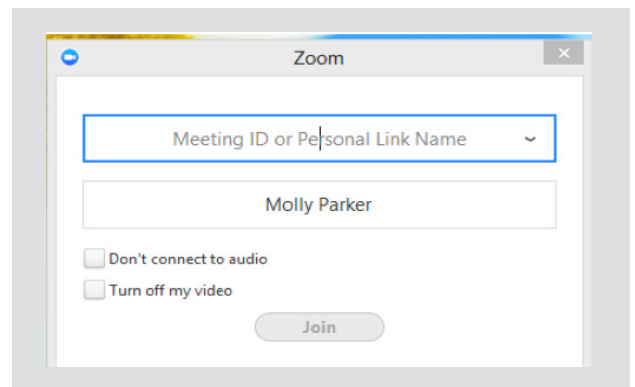 Zoom
Meeting ID or Personal Link Name
Molly Parker
Don't connect to audio
Turn off my video
Join